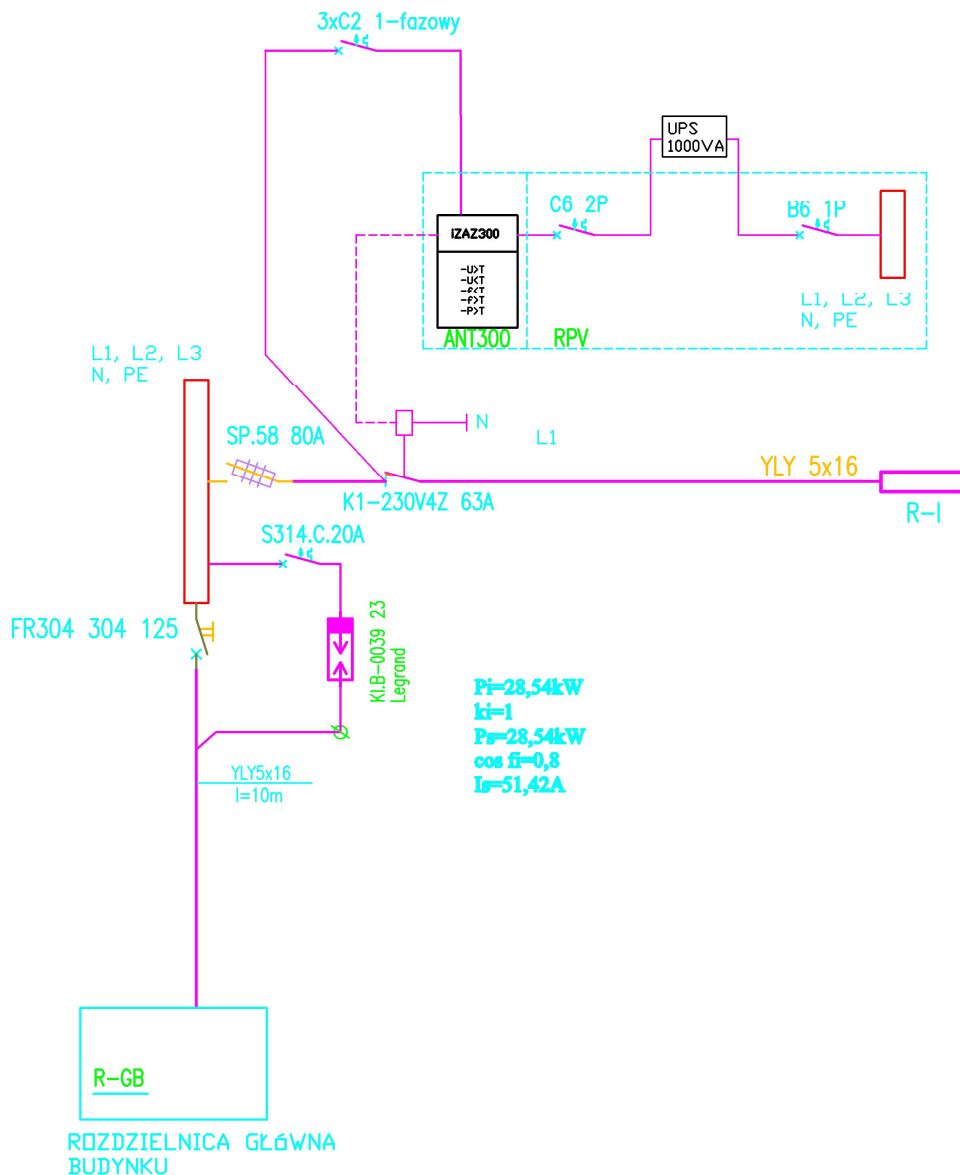 3xC2 1-fazowy
UPS
1000VA
C6 2P
B6 1P
iZAZ300
-U>T
-U<T
-f<T
-f>T
-P>T
L1, L2, L3
N, PE
ANT300
RPV
L1, L2, L3
N, PE
SP.58 80A
N
L1
YLY 5x16
K1-230V4Z 63A
R-I
S314.C.20A
FR304 304 125
KI.B-0039 23
Legrand
Pi=28,54kW
ki=1
Ps=28,54kW
cos fi=0,8
Is=51,42A
YLY5x16
l=10m
R-GB
ROZDZIELNICA GŁÓWNA
BUDYNKU